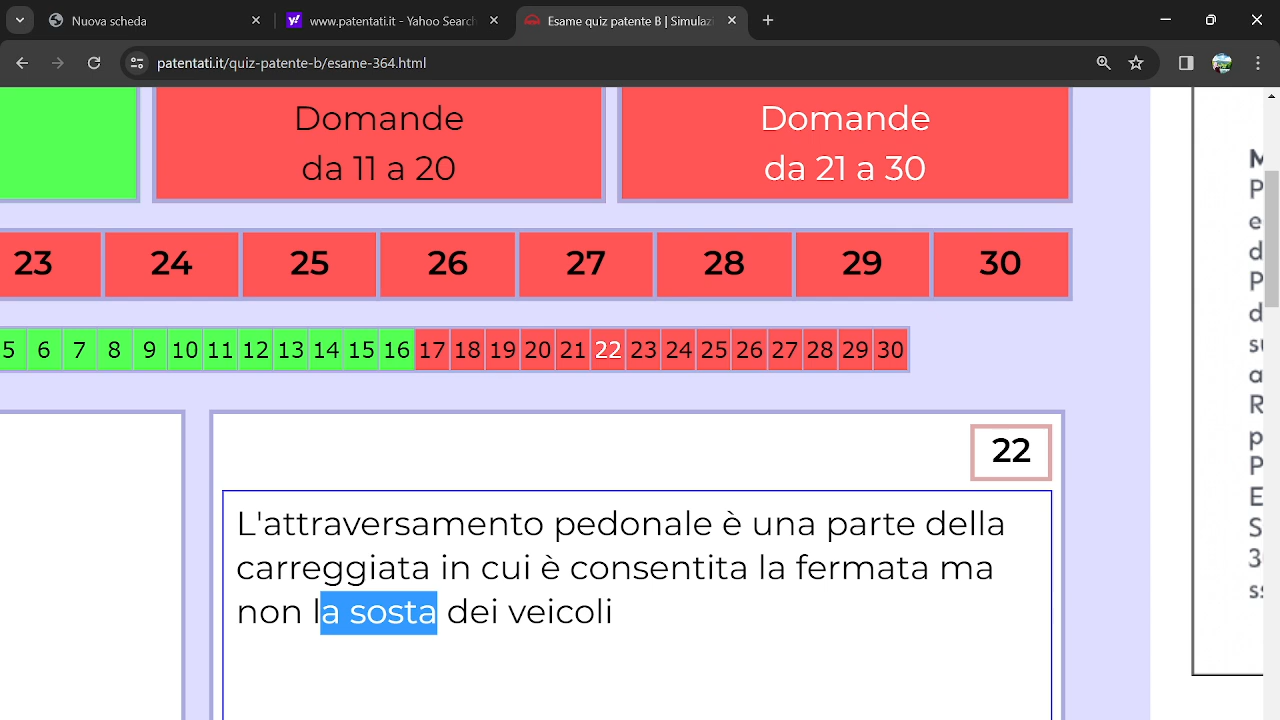 Nuova scheda
www.patentati.it - Yahoo Search
Esame quiz patente B | Simulaz
patentati.it/quiz-patente-b/esame-364.html
Domande
da 11 a 20
Domande
da 21 a 30
23 24 25 26 27 28 29 30
5 6 7 8 9 10 11 12 13 14 15 16 17 18 19 20 21 22 23 24 25 26 27 28 29 30
22
L'attraversamento pedonale è una parte della
carreggiata in cui è consentita la fermata ma
non la sosta dei veicoli